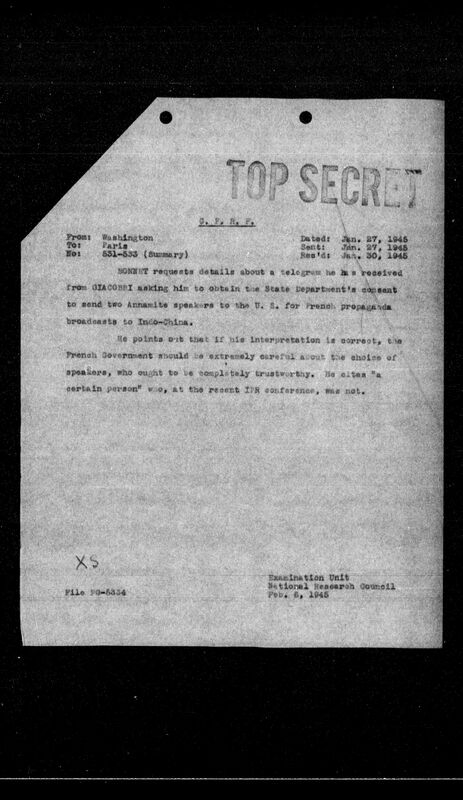 TOP SECRET
G. P. R. F.
From: Washington
To: Paris
No: 531-533 (Summary)
Dated: Jan. 27, 1945
Sent: Jan. 27, 1945
Rec'd: Jan. 30, 1945
BONNET requests details about a telegram he has received
from GIACOBBI asking him to obtain the State Department's consent
to send two Annamite speakers to the U. S. for French propaganda
broadcasts to Indo-China.
He points out that if his interpretation is correct, the
French Government should be extremely careful about the choice of
speakers, who ought to be completely trustworthy. He cites "a
certain person" who, at the recent IPR conference, was not.
XS
File FG-5334
Examination Unit
National Research Council
Feb. 5, 1945